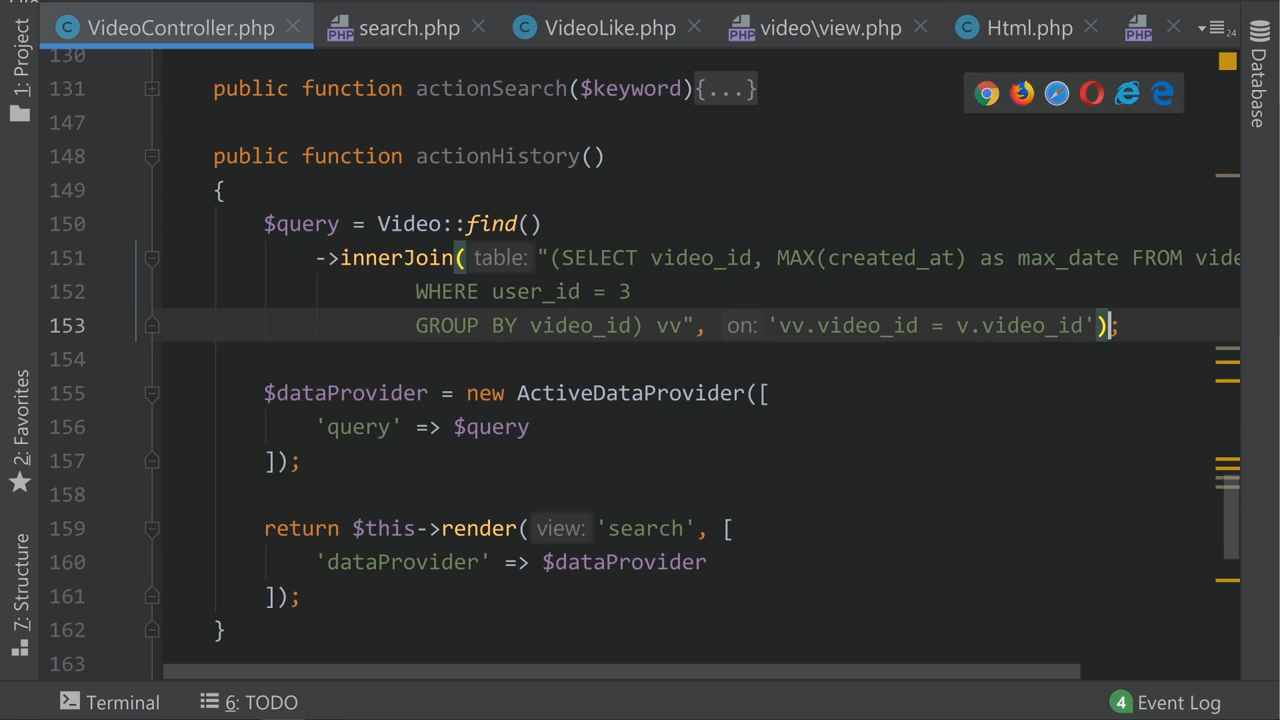 VideoController.php search.php VideoLike.php video\view.php Html.php 24
1: Project
2: Favorites
7: Structure
Database
130
131 public function actionSearch($keyword){...}
147
148 public function actionHistory()
149 {
150 $query = Video::find()
151 ->innerJoin( table: "(SELECT video_id, MAX(created_at) as max_date FROM vide
152 WHERE user_id = 3
153 GROUP BY video_id) vv", on: 'vv.video_id = v.video_id');
154
155 $dataProvider = new ActiveDataProvider([
156 'query' => $query
157 ]);
158
159 return $this->render( view: 'search', [
160 'dataProvider' => $dataProvider
161 ]);
162 }
163
Terminal 6: TODO 4 Event Log